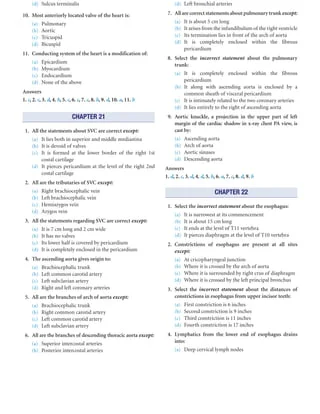 (d) Sulcus terminalis
10. Most anteriorly located valve of heart is:
(a) Pulmonary
(b) Aortic
(c) Tricuspid
(d) Bicuspid
11. Conducting system of heart is a modification of:
(a) Epicardium
(b) Myocardium
(c) Endocardium
(d) None of the above
Answers
CHAPTER 21
1. All the statements about SVC are correct except:
(a) It lies both in superior and middle mediastina
(b) It is devoid of valves
(c) It is formed at the lower border of the right 1st
costal cartilage
(d) It pierces pericardium at the level of the right 2nd
costal cartilage
2. All are the tributaries of SVC except:
(a) Right brachiocephalic vein
(b) Left brachiocephalic vein
(c) Hemiazygos vein
(d) Azygos vein
3. All the statements regarding SVC are correct except:
(a) It is 7 cm long and 2 cm wide
(b) It has no valves
(c) Its lower half is covered by pericardium
(d) It is completely enclosed in the pericardium
4. The ascending aorta gives origin to:
(a) Brachiocephalic trunk
(b) Left common carotid artery
(c) Left subclavian artery
(d) Right and left coronary arteries
5. All are the branches of arch of aorta except:
(a) Brachiocephalic trunk
(b) Right common carotid artery
(c) Left common carotid artery
(d) Left subclavian artery
6. All are the branches of descending thoracic aorta except:
(a) Superior intercostal arteries
(b) Posterior intercostal arteries
(d) Left bronchial arteries
7. All are correct statements about pulmonary trunk except:
(a) It is about 5 cm long
(b) It arises from the infundibulum of the right ventricle
(c) Its termination lies in front of the arch of aorta
(d) It is completely enclosed within the fibrous
pericardium
8. Select the incorrect statement about the pulmonary
trunk:
(a) It is completely enclosed within the fibrous
pericardium
(b) It along with ascending aorta is enclosed by a
common sheath of visceral pericardium
(c) It is intimately related to the two coronary arteries
(d) It lies entirely to the right of ascending aorta
9. Aortic knuckle, a projection in the upper part of left
margin of the cardiac shadow in x-ray chest PA view, is
cast by:
(a) Ascending aorta
(b) Arch of aorta
(c) Aortic sinuses
(d) Descending aorta
Answers
CHAPTER 22
1. Select the incorrect statement about the esophagus:
(a) It is narrowest at its commencement
(b) It is about 15 cm long
(c) It ends at the level of T11 vertebra
(d) It pierces diaphragm at the level of T10 vertebra
2. Constrictions of esophagus are present at all sites
except:
(a) At cricopharyngeal junction
(b) Where it is crossed by the arch of aorta
(c) Where it is surrounded by right crus of diaphragm
(d) Where it is crossed by the left principal bronchus
3. Select the incorrect statement about the distances of
constrictions in esophagus from upper incisor teeth:
(a) First constriction is 6 inches
(b) Second constriction is 9 inches
(c) Third constriction is 11 inches
(d) Fourth constriction is 17 inches
4. Lymphatics from the lower end of esophagus drains
into:
(a) Deep cervical lymph nodes